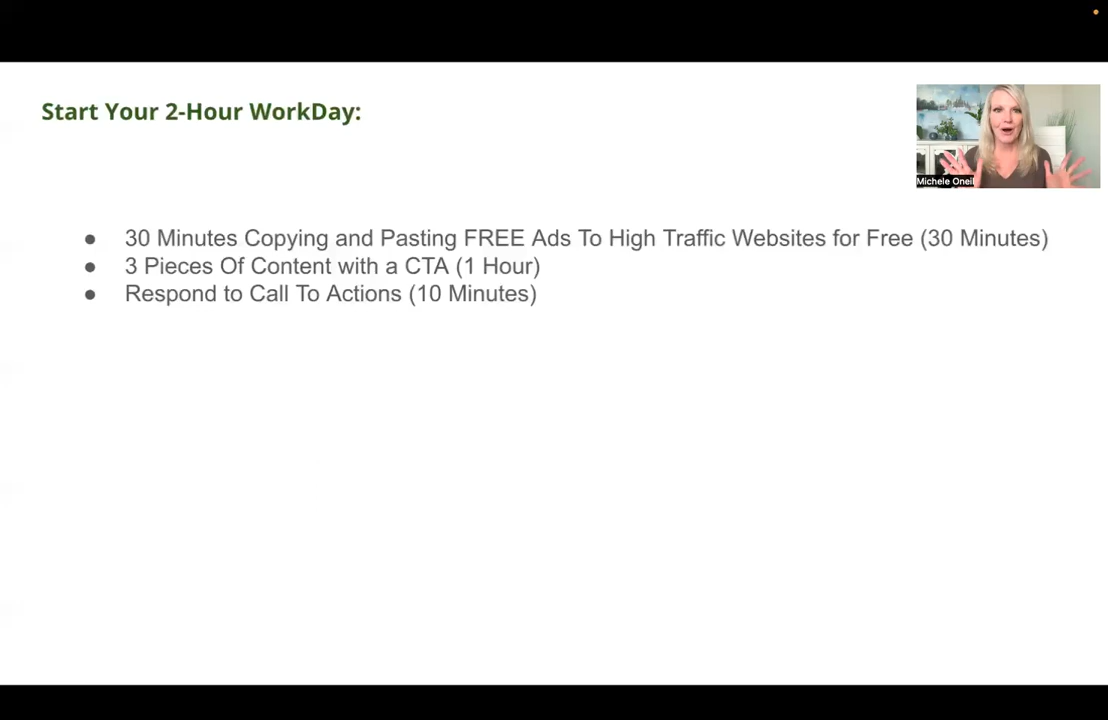 Start Your 2-Hour WorkDay:
Michele Oneil
● 30 Minutes Copying and Pasting FREE Ads To High Traffic Websites for Free (30 Minutes)
● 3 Pieces Of Content with a CTA (1 Hour)
● Respond to Call To Actions (10 Minutes)